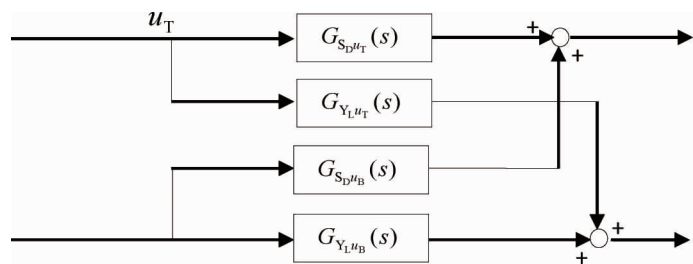 u_T
G_{S_D u_T}(s)
+
+
G_{Y_L u_T}(s)
G_{S_D u_B}(s)
G_{Y_L u_B}(s)
+
+